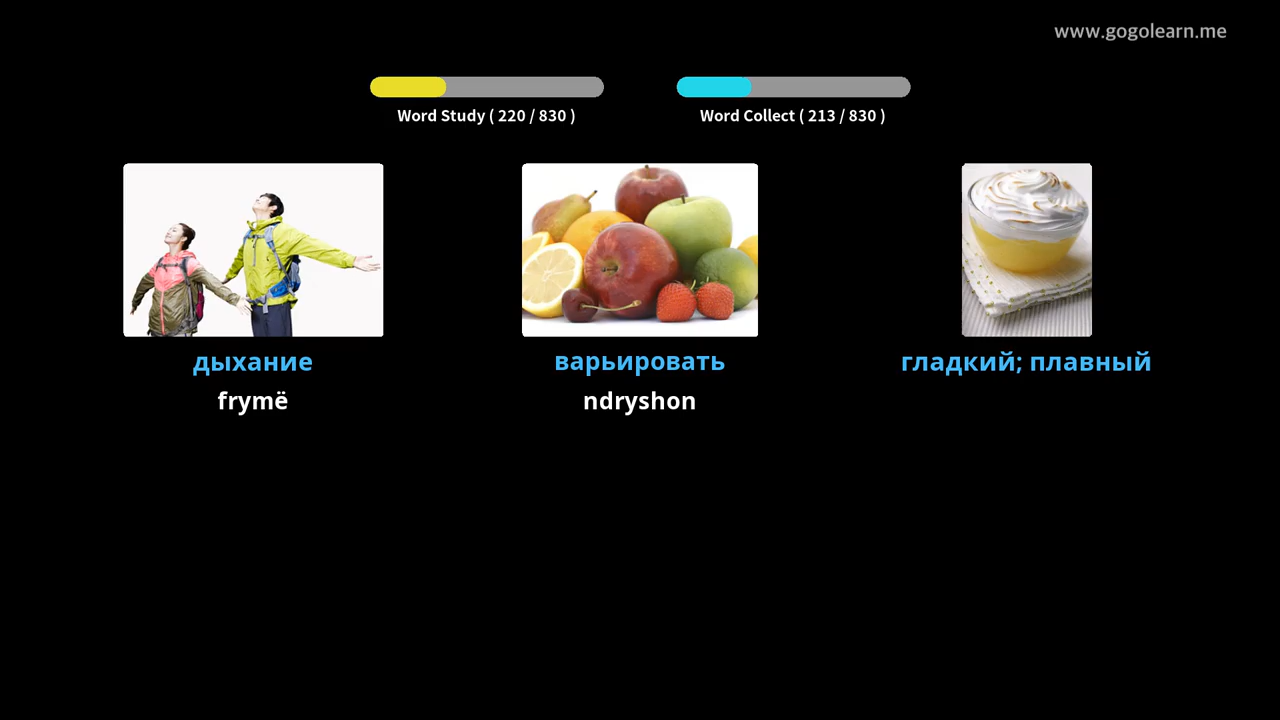 www.gogolearn.me
Word Study ( 220 / 830 )
Word Collect ( 213 / 830 )
дыхание
варьировать
гладкий; плавный
frymë
ndryshon